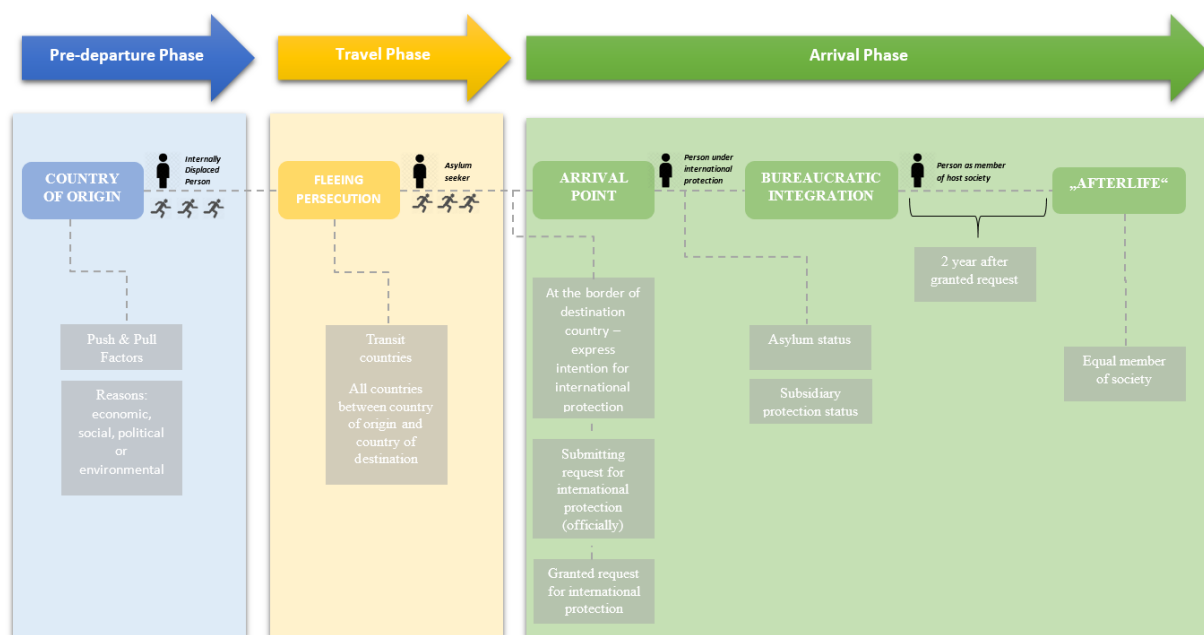 Pre-departure Phase
Travel Phase
Arrival Phase
COUNTRY
OF ORIGIN
Internally
Displaced
Person
FLEEING
PERSECUTION
Asylum
seeker
ARRIVAL
POINT
Person under
international
protection
BUREAUCRATIC
INTEGRATION
Person as member
of host society
„AFTERLIFE“
Push & Pull
Factors
Reasons:
economic,
social, political
or
environmental
Transit
countries
All countries
between country
of origin and
country of
destination
At the border of
destination
country –
express
intention for
international
protection
Submitting
request for
international
protection
(officially)
Granted request
for international
protection
Asylum status
Subsidiary
protection status
2 year after
granted request
Equal member
of society